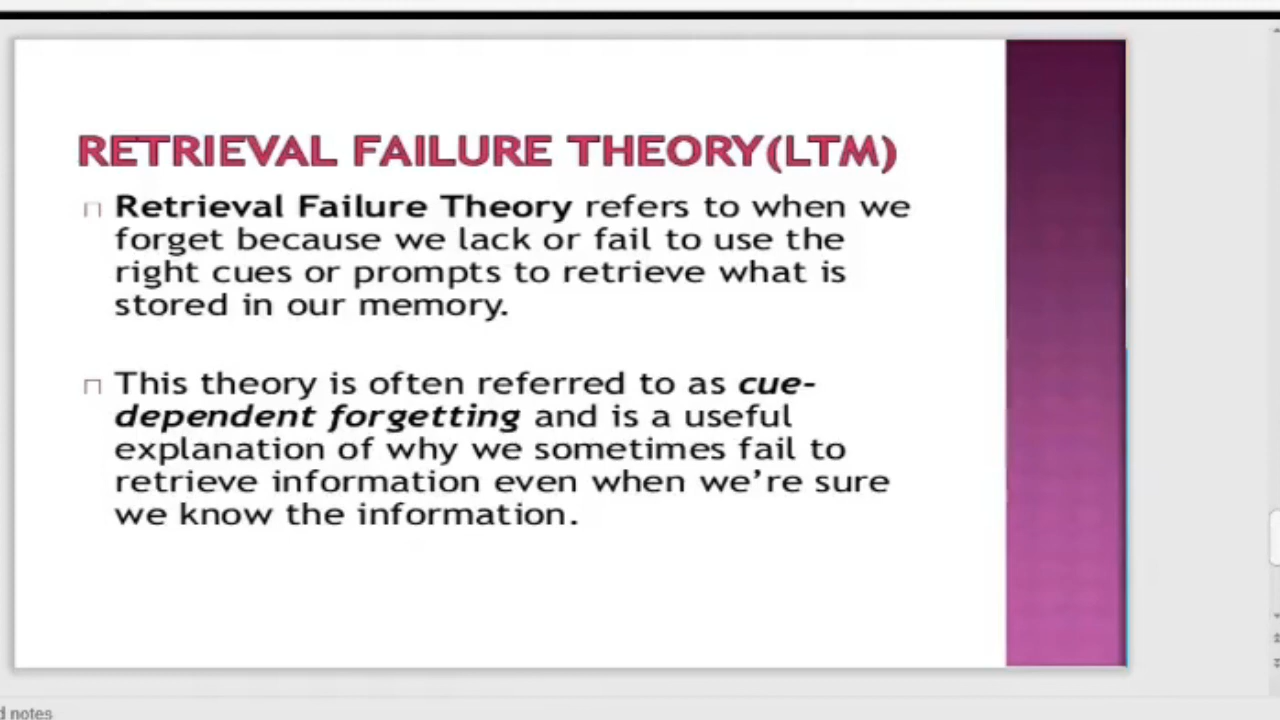 RETRIEVAL FAILURE THEORY(LTM)
Retrieval Failure Theory refers to when we
forget because we lack or fail to use the
right cues or prompts to retrieve what is
stored in our memory.
This theory is often referred to as cue-
dependent forgetting and is a useful
explanation of why we sometimes fail to
retrieve information even when we’re sure
we know the information.
notes